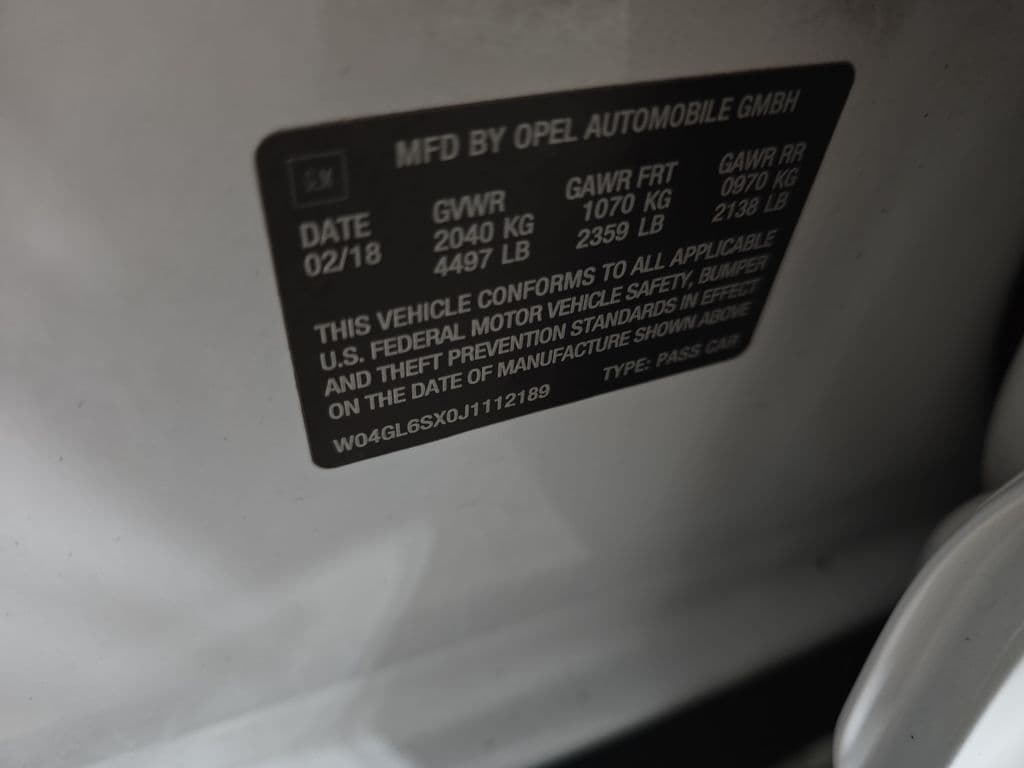 MFD BY OPEL AUTOMOBILE GMBH
GM
DATE GVWR GAWR FRT GAWR RR
02/18 2040 KG 1070 KG 0970 KG
4497 LB 2359 LB 2138 LB
THIS VEHICLE CONFORMS TO ALL APPLICABLE
U.S. FEDERAL MOTOR VEHICLE SAFETY, BUMPER
AND THEFT PREVENTION STANDARDS IN EFFECT
ON THE DATE OF MANUFACTURE SHOWN ABOVE
W04GL6SX0J1112189 TYPE: PASS CAR